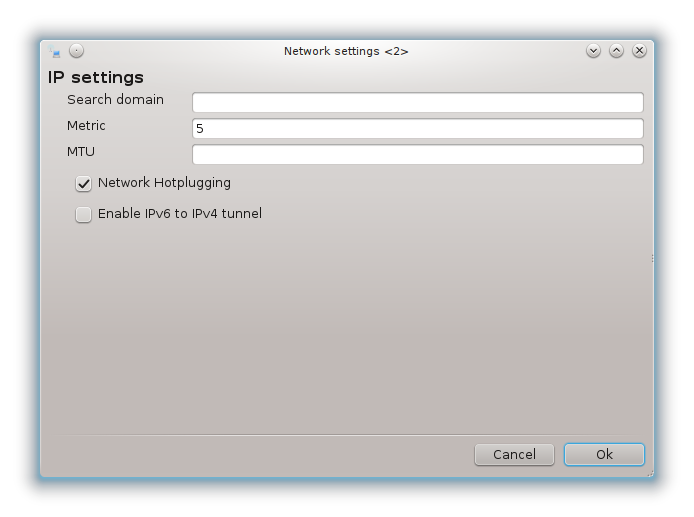 Network settings <2>
IP settings
Search domain
Metric 5
MTU
Network Hotplugging
Enable IPv6 to IPv4 tunnel
Cancel Ok